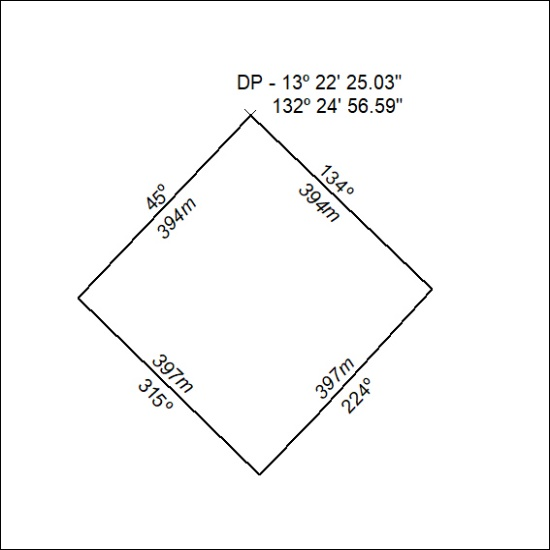 DP - 13º 22' 25.03"
132º 24' 56.59"
45º
394m
134º
394m
397m
315º
397m
224º